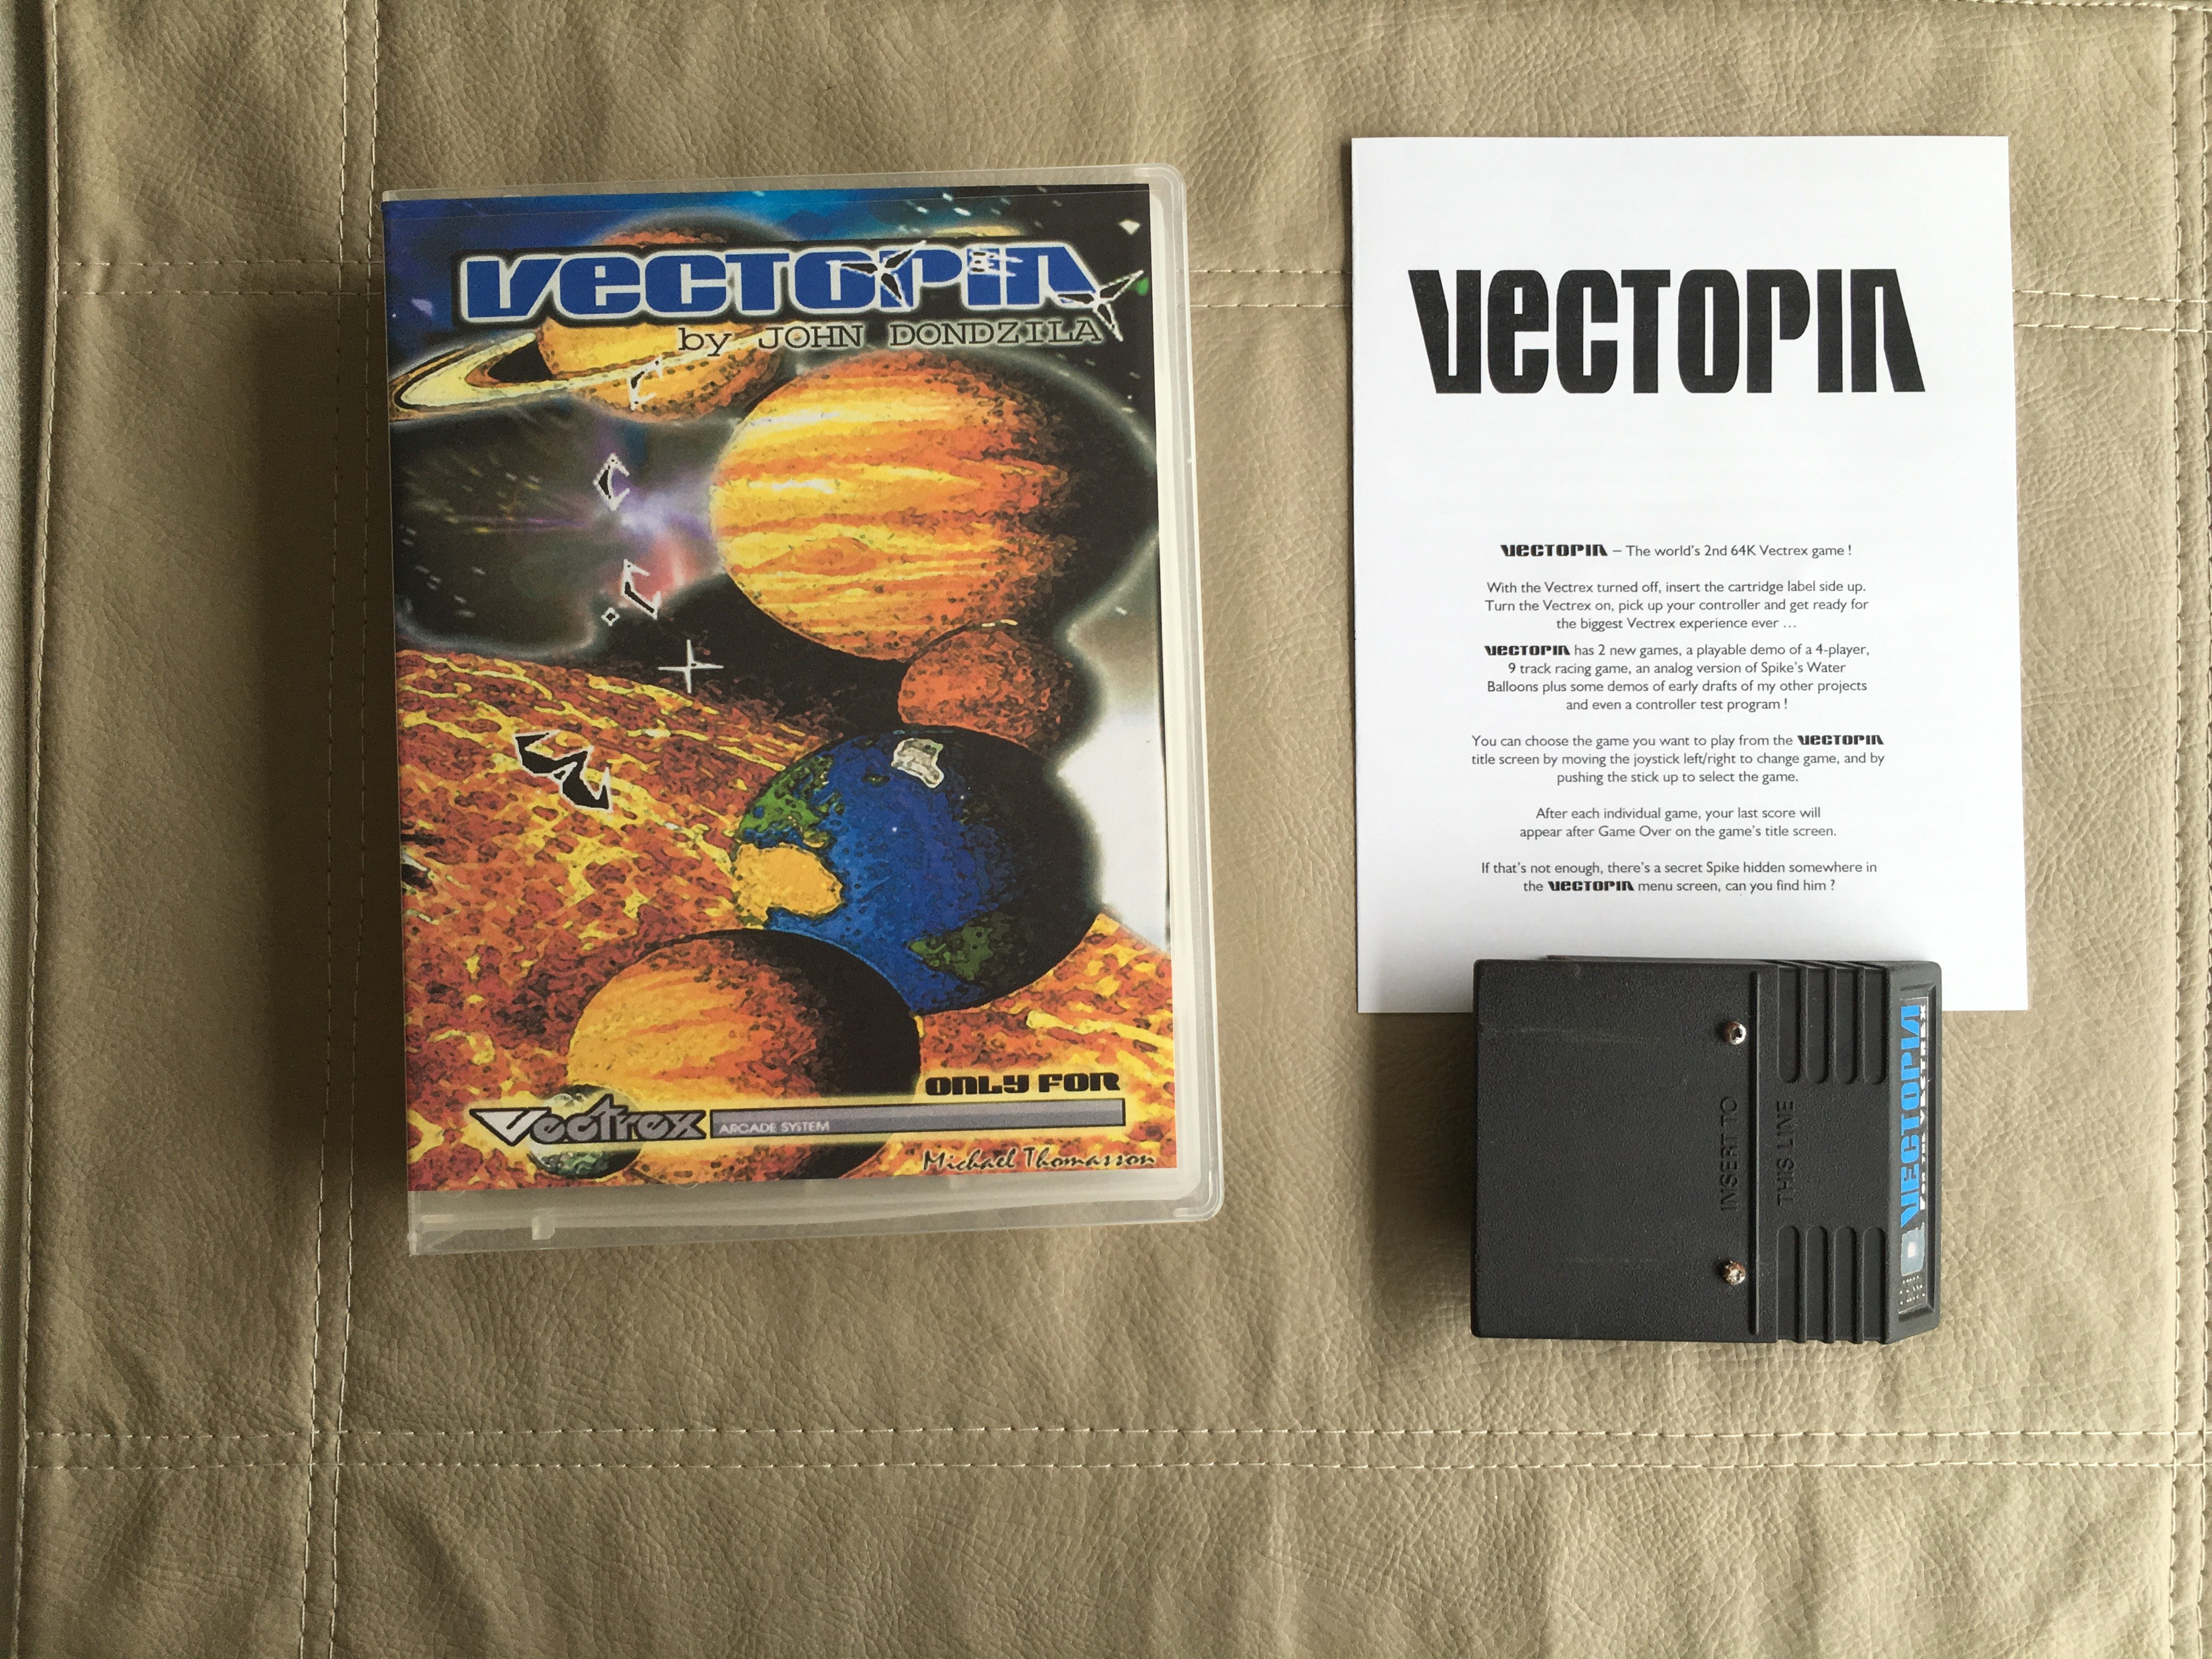 VECTOPIA
by JOHN DONDZILA
ONLY FOR
Vectrex
ARCADE SYSTEM
Michael Thomasson
VECTOPIA
VECTOPIA – The world's 2nd 64K Vectrex game !
With the Vectrex turned off, insert the cartridge label side up.
Turn the Vectrex on, pick up your controller and get ready for
the biggest Vectrex experience ever ...
VECTOPIA has 2 new games, a playable demo of a 4-player,
9 track racing game, an analog version of Spike's Water
Balloons plus some demos of early drafts of my other projects
and even a controller test program !
You can choose the game you want to play from the VECTOPIA
title screen by moving the joystick left/right to change game, and by
pushing the stick up to select the game.
After each individual game, your last score will
appear after Game Over on the game's title screen.
If that's not enough, there's a secret Spike hidden somewhere in
the VECTOPIA menu screen, can you find him ?
INSERT TO
THIS LINE
VECTOPIA
FOR THE VECTREX